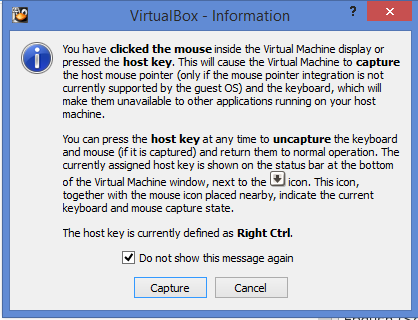 VirtualBox - Information
You have clicked the mouse inside the Virtual Machine display or
pressed the host key. This will cause the Virtual Machine to capture
the host mouse pointer (only if the mouse pointer integration is not
currently supported by the guest OS) and the keyboard, which will
make them unavailable to other applications running on your host
machine.
You can press the host key at any time to uncapture the keyboard
and mouse (if it is captured) and return them to normal operation. The
currently assigned host key is shown on the status bar at the bottom
of the Virtual Machine window, next to the icon. This icon,
together with the mouse icon placed nearby, indicate the current
keyboard and mouse capture state.
The host key is currently defined as Right Ctrl.
Do not show this message again
Capture Cancel